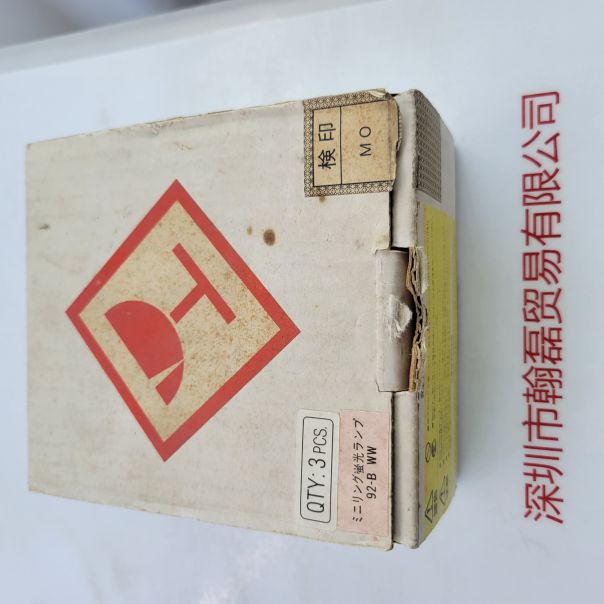 検印
MO
QTY: 3 PCS.
ミニリング蛍光ランプ
92-B WW
深圳市翰磊贸易有限公司